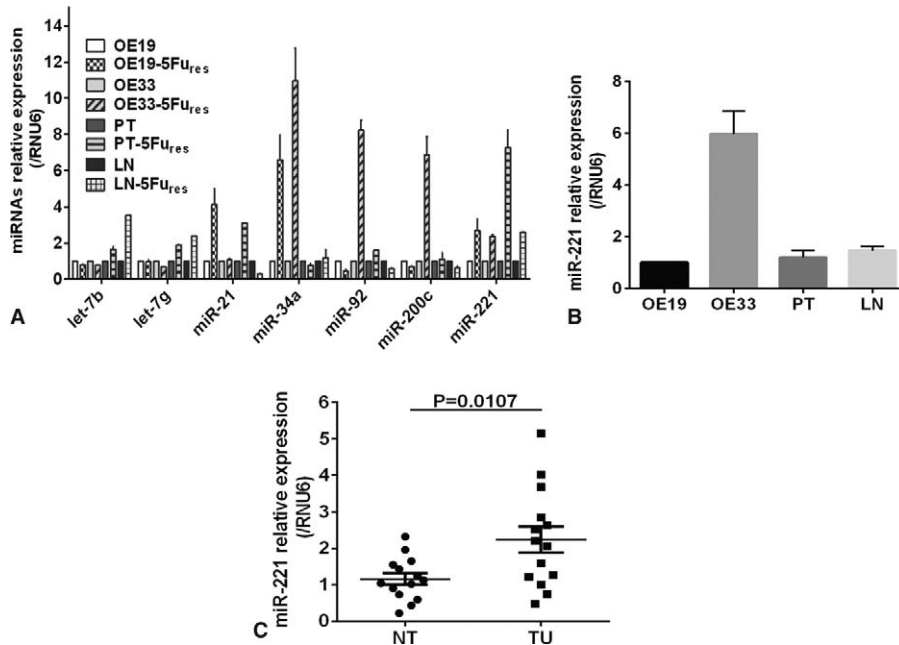 miRNAs relative expression
(/RNU6)
14
12
10
8
6
4
2
0
OE19
OE19-5Fures
OE33
OE33-5Fures
PT
PT-5Fures
LN
LN-5Fures
let-7b
let-7g
miR-21
miR-34a
miR-92
miR-200c
miR-221
A
miR-221 relative expression
(/RNU6)
8
6
4
2
0
OE19
OE33
PT
LN
B
miR-221 relative expression
(/RNU6)
6
5
4
3
2
1
0
P=0.0107
NT
TU
C